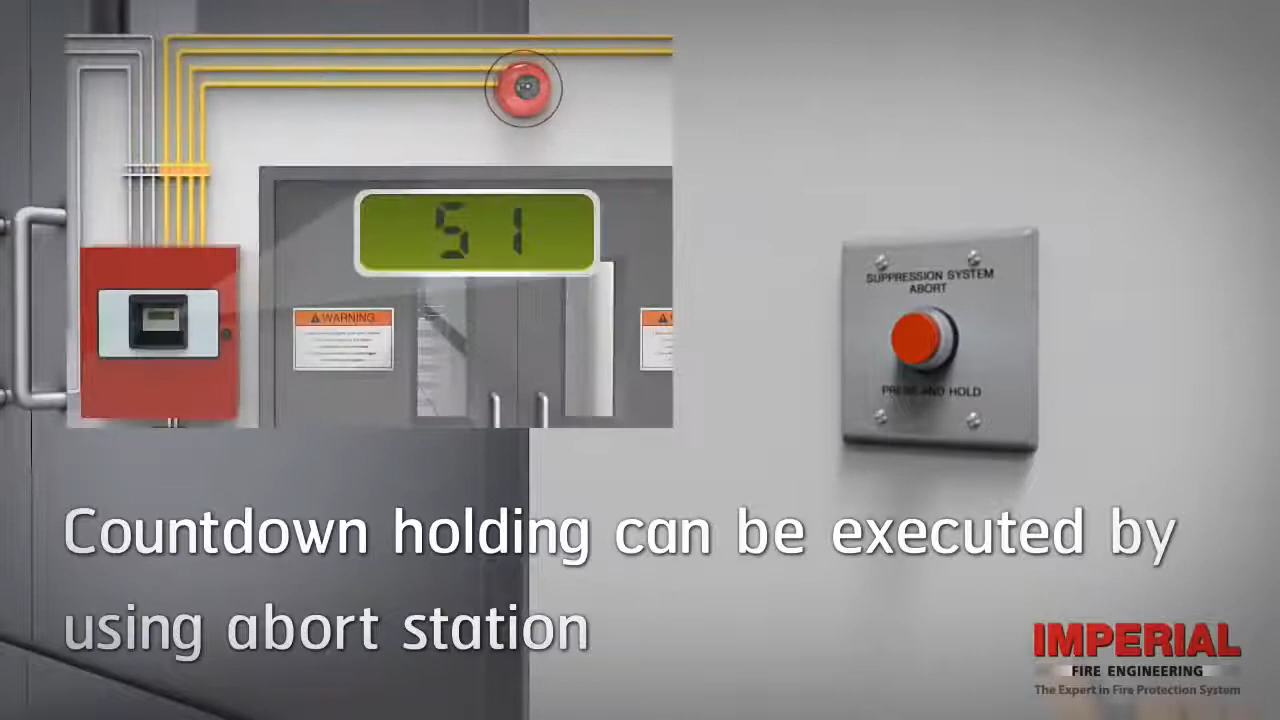 51
WARNING
SUPPRESSION SYSTEM
ABORT
PRESS AND HOLD
Countdown holding can be executed by
using abort station
IMPERIAL
FIRE ENGINEERING
The Expert in Fire Protection System